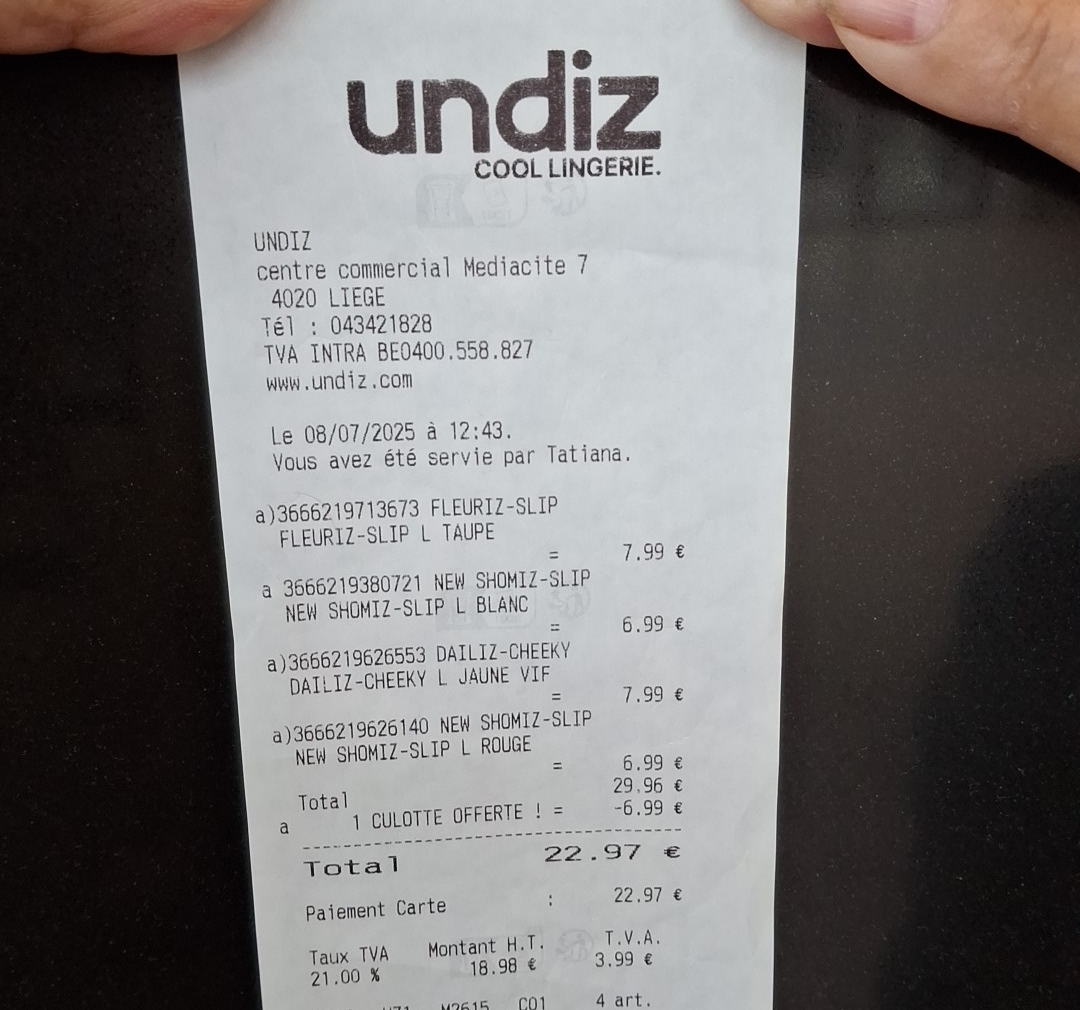 undiz
COOL LINGERIE.
UNDIZ
centre commercial Mediacite 7
4020 LIEGE
Tél : 043421828
TVA INTRA BE0400.558.827
www.undiz.com
Le 08/07/2025 à 12:43.
Vous avez été servie par Tatiana.
a)3666219713673 FLEURIZ-SLIP
FLEURIZ-SLIP L TAUPE
= 7.99 €
a 3666219380721 NEW SHOMIZ-SLIP
NEW SHOMIZ-SLIP L BLANC
= 6.99 €
a)3666219626553 DAILIZ-CHEEKY
DAILIZ-CHEEKY L JAUNE VIF
= 7.99 €
a)3666219626140 NEW SHOMIZ-SLIP
NEW SHOMIZ-SLIP L ROUGE
= 6.99 €
Total 29.96 €
a 1 CULOTTE OFFERTE ! = -6.99 €
Total 22.97 €
Paiement Carte : 22.97 €
Taux TVA Montant H.T. T.V.A.
21.00 % 18.98 € 3.99 €
M2615 C01 4 art.